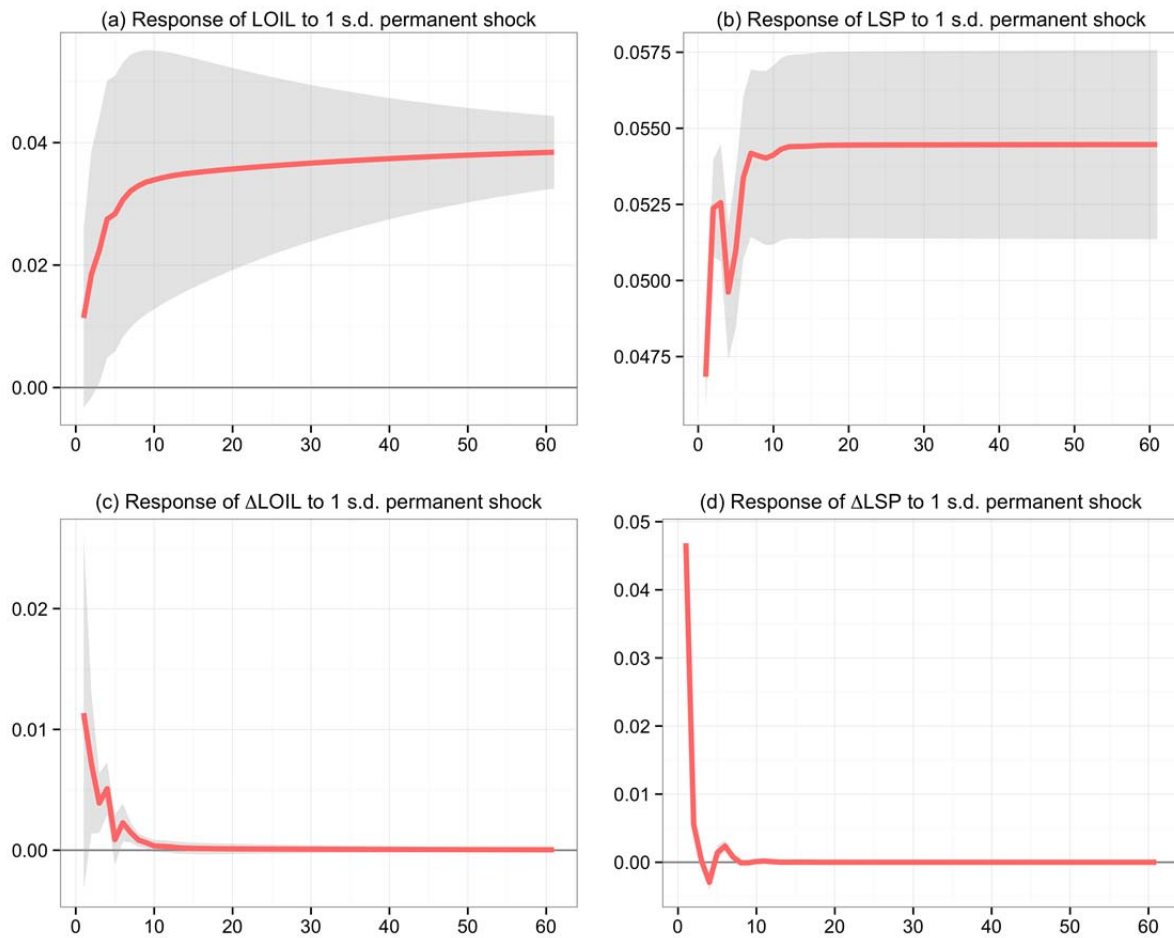 (a) Response of LOIL to 1 s.d. permanent shock
0.04
0.02
0.00
0 10 20 30 40 50 60
(b) Response of LSP to 1 s.d. permanent shock
0.0575
0.0550
0.0525
0.0500
0.0475
0 10 20 30 40 50 60
(c) Response of ΔLOIL to 1 s.d. permanent shock
0.02
0.01
0.00
0 10 20 30 40 50 60
(d) Response of ΔLSP to 1 s.d. permanent shock
0.05
0.04
0.03
0.02
0.01
0.00
0 10 20 30 40 50 60